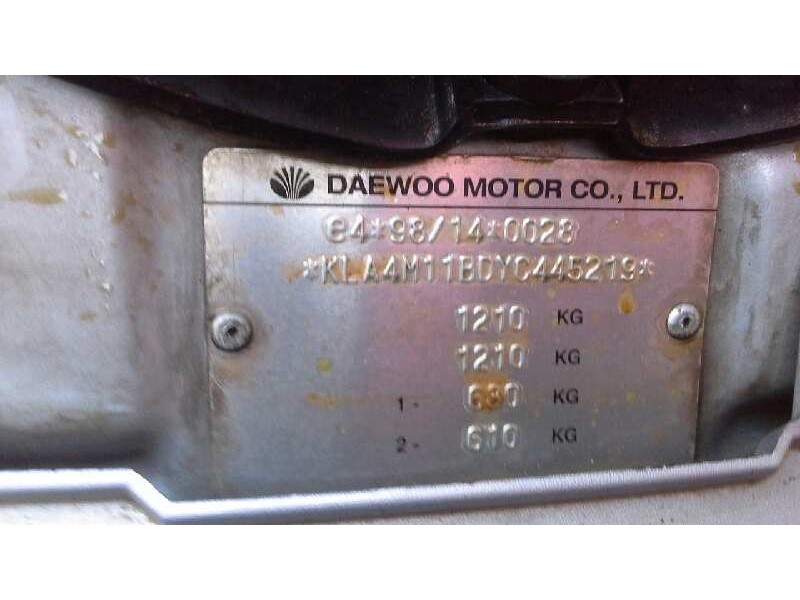 DAEWOO MOTOR CO., LTD.
e4*98/14*0028
*KLA4M11BDYC445219*
1210 KG
1210 KG
1- 630 KG
2- 610 KG